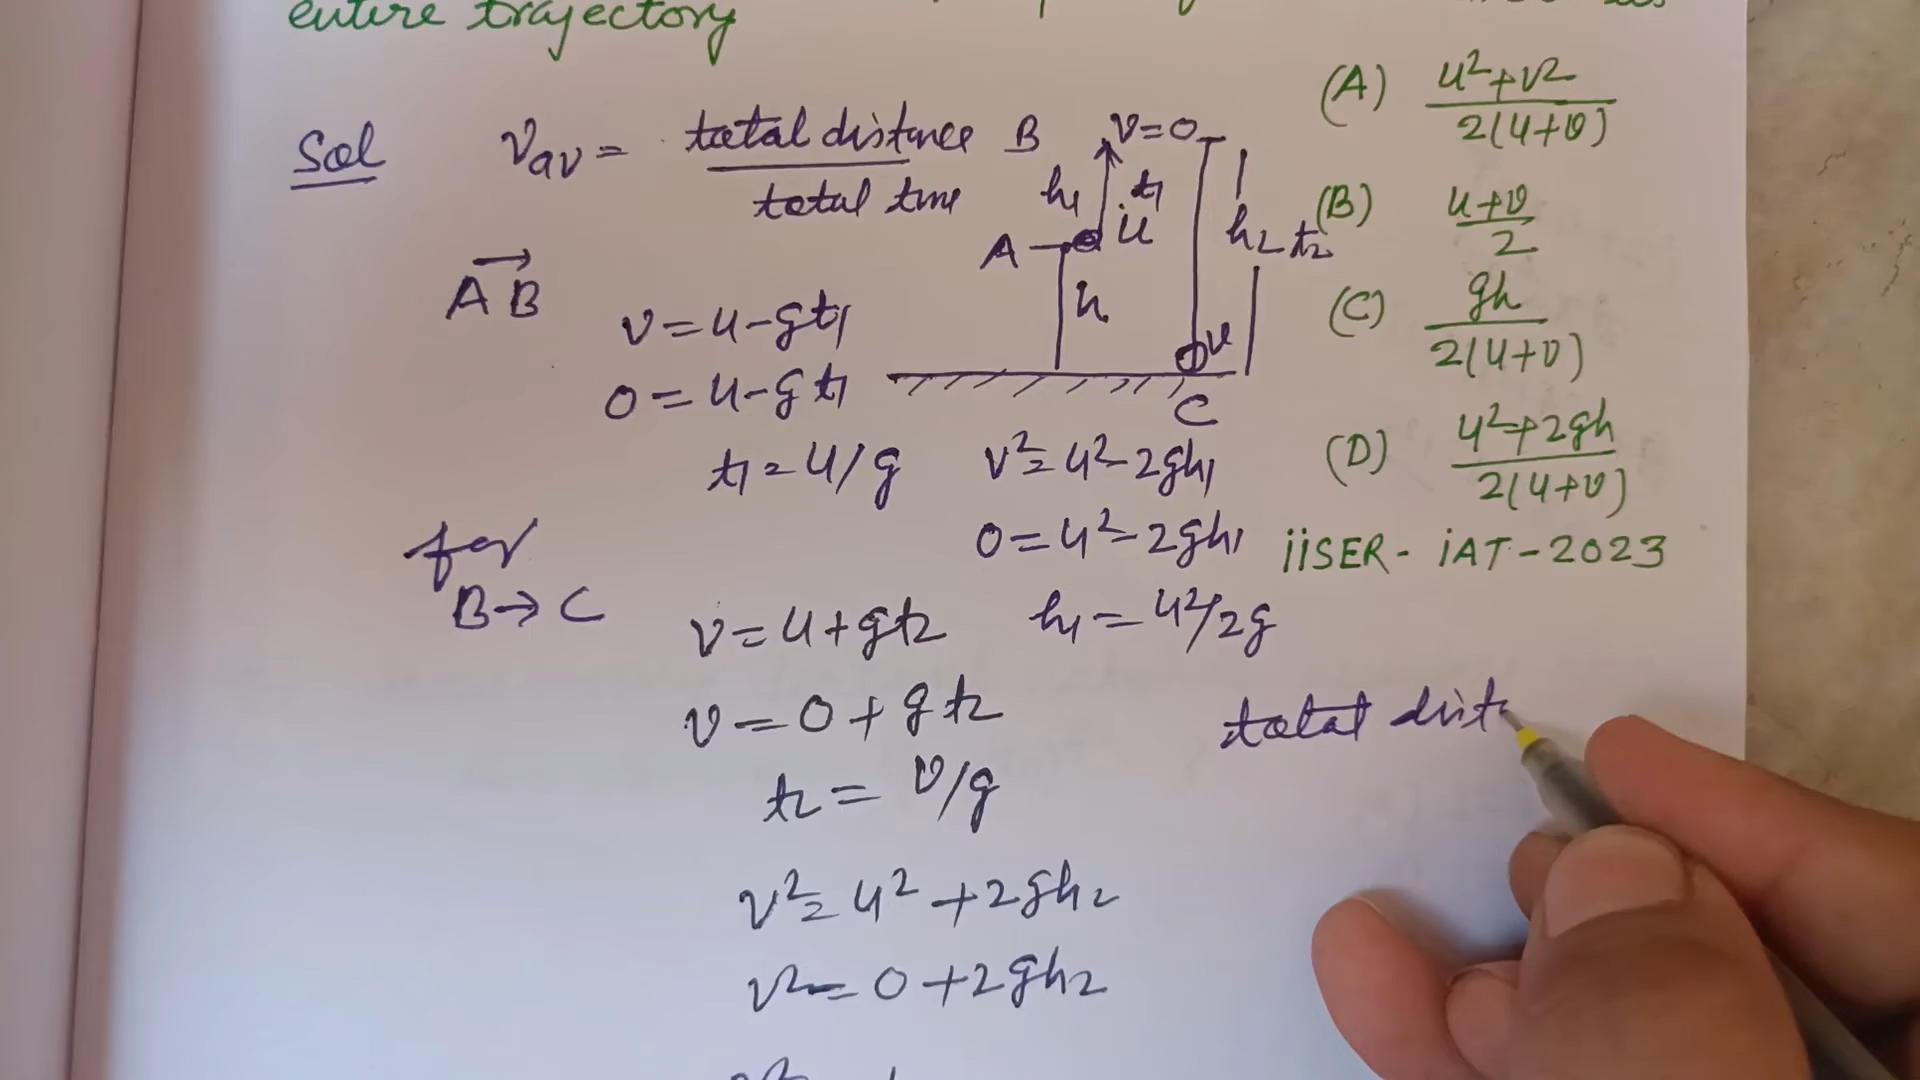 entire trajectory
Sol Vav = total distance / total time
B V=0
h1 t1
A u
h
h2 t2
v
C
AB
v = u - gt1
0 = u - gt1
t1 = u/g
v² = u² - 2gh1
0 = u² - 2gh1
h1 = u²/2g
for
B → C
v = u + gt2
v = 0 + gt2
t2 = v/g
v² = u² + 2gh2
v² = 0 + 2gh2
total dist
(A) u²+v² / 2(u+v)
(B) u+v / 2
(C) gh / 2(u+v)
(D) u²+2gh / 2(u+v)
iiSER - iAT - 2023